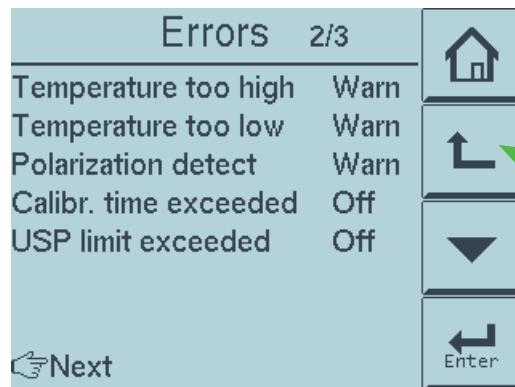 Errors 2/3
Temperature too high Warn
Temperature too low Warn
Polarization detect Warn
Calibr. time exceeded Off
USP limit exceeded Off
Next
Enter